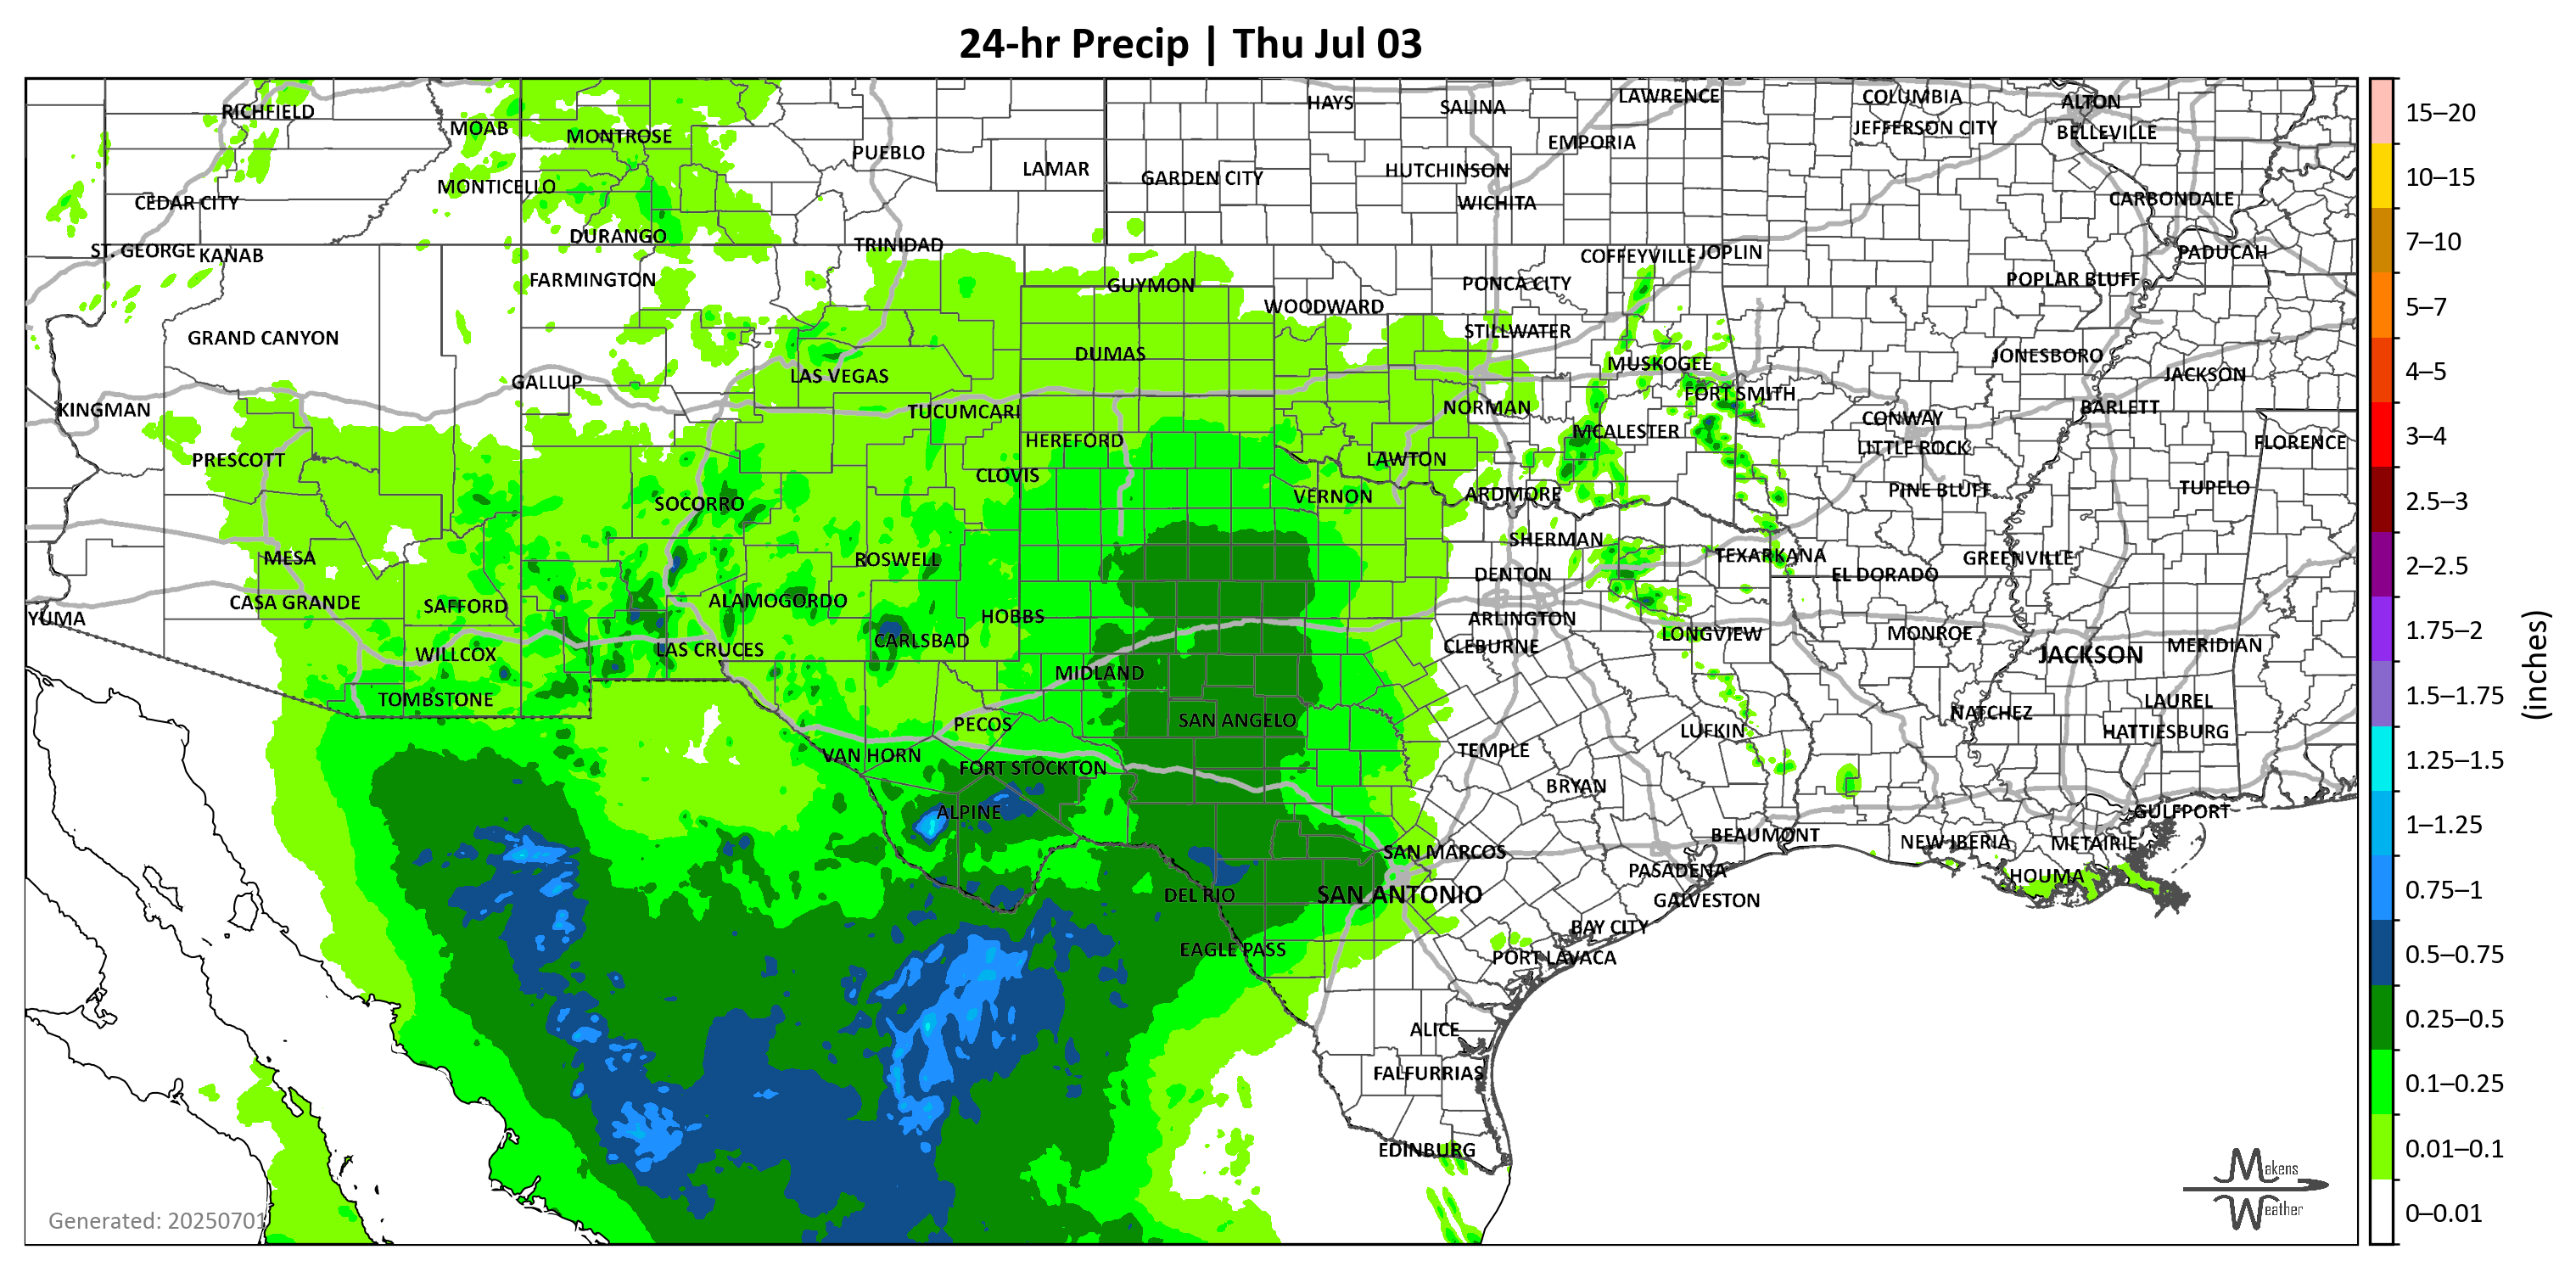 24-hr Precip | Thu Jul 03
RICHFIELD
MOAB
MONTROSE
PUEBLO
LAMAR
GARDEN CITY
HAYS
SALINA
LAWRENCE
COLUMBIA
ALTON
JEFFERSON CITY
BELLEVILLE
EMPORIA
HUTCHINSON
WICHITA
MONTICELLO
CEDAR CITY
CARBONDALE
DURANGO
TRINIDAD
ST. GEORGE
KANAB
COFFEYVILLE
JOPLIN
PADUCAH
FARMINGTON
GUYMON
PONCA CITY
POPLAR BLUFF
WOODWARD
GRAND CANYON
STILLWATER
DUMAS
JONESBORO
MUSKOGEE
LAS VEGAS
GALLUP
JACKSON
FORT SMITH
KINGMAN
TUCUMCARI
NORMAN
BARLETT
CONWAY
HEREFORD
MCALESTER
FLORENCE
LITTLE ROCK
PRESCOTT
LAWTON
CLOVIS
PINE BLUFF
TUPELO
SOCORRO
VERNON
ARDMORE
MESA
ROSWELL
SHERMAN
TEXARKANA
GREENVILLE
DENTON
EL DORADO
CASA GRANDE
SAFFORD
ALAMOGORDO
YUMA
HOBBS
ARLINGTON
CARLSBAD
LONGVIEW
MONROE
CLEBURNE
MERIDIAN
WILLCOX
LAS CRUCES
JACKSON
MIDLAND
TOMBSTONE
LAUREL
NATCHEZ
PECOS
SAN ANGELO
LUFKIN
HATTIESBURG
VAN HORN
TEMPLE
FORT STOCKTON
BRYAN
ALPINE
GULFPORT
BEAUMONT
NEW IBERIA
METAIRIE
SAN MARCOS
PASADENA
HOUMA
DEL RIO
SAN ANTONIO
GALVESTON
BAY CITY
EAGLE PASS
PORT LAVACA
ALICE
FALFURRIAS
EDINBURG
Generated: 20250701
Makens
Weather
15–20
10–15
7–10
5–7
4–5
3–4
2.5–3
2–2.5
1.75–2
1.5–1.75
1.25–1.5
1–1.25
0.75–1
0.5–0.75
0.25–0.5
0.1–0.25
0.01–0.1
0–0.01
(inches)